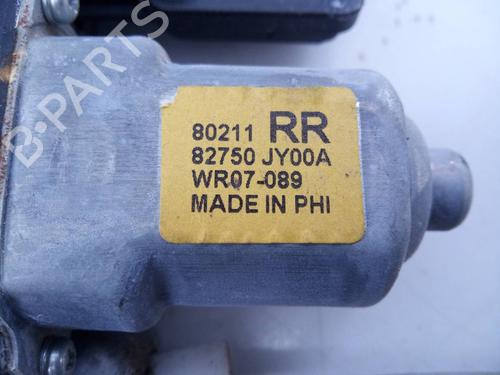 80211 RR
82750 JY00A
WR07-089
MADE IN PHI
B-PARTS